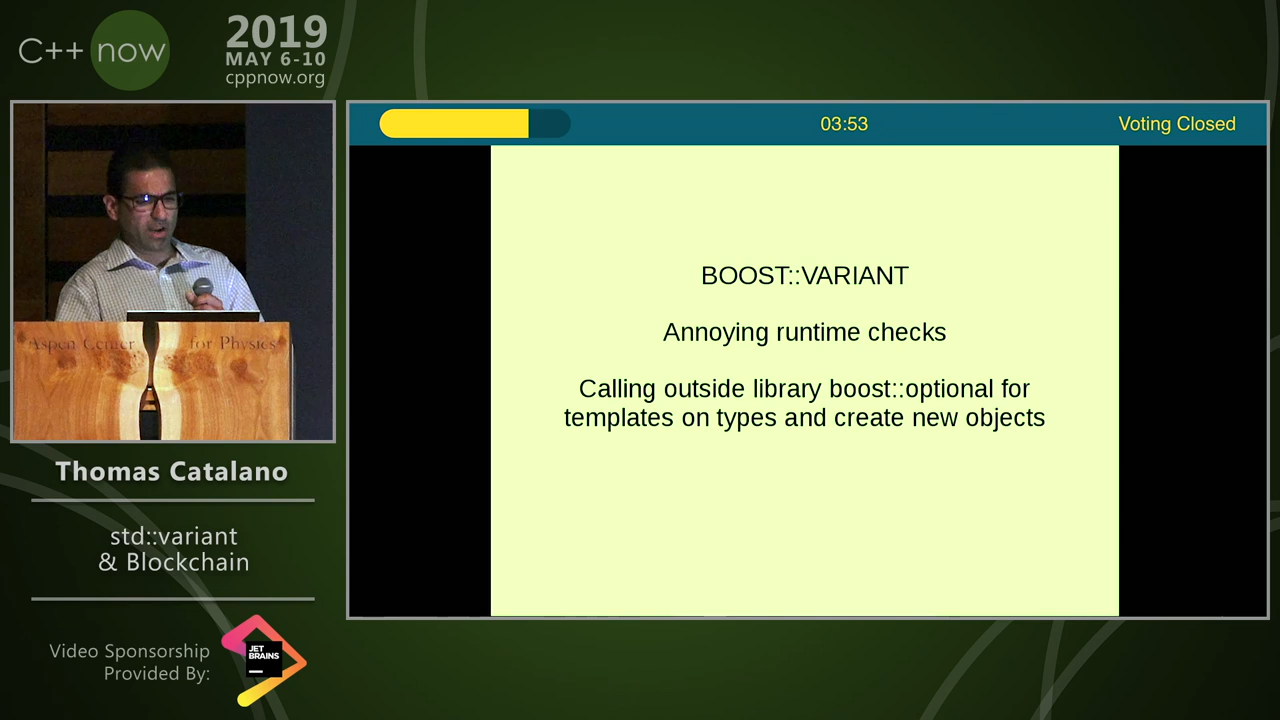 C++ now
2019
MAY 6-10
cppnow.org
03:53
Voting Closed
BOOST::VARIANT
Annoying runtime checks
Calling outside library boost::optional for
templates on types and create new objects
Aspen Center for Physics
Thomas Catalano
std::variant
& Blockchain
Video Sponsorship
Provided By:
JET
BRAINS